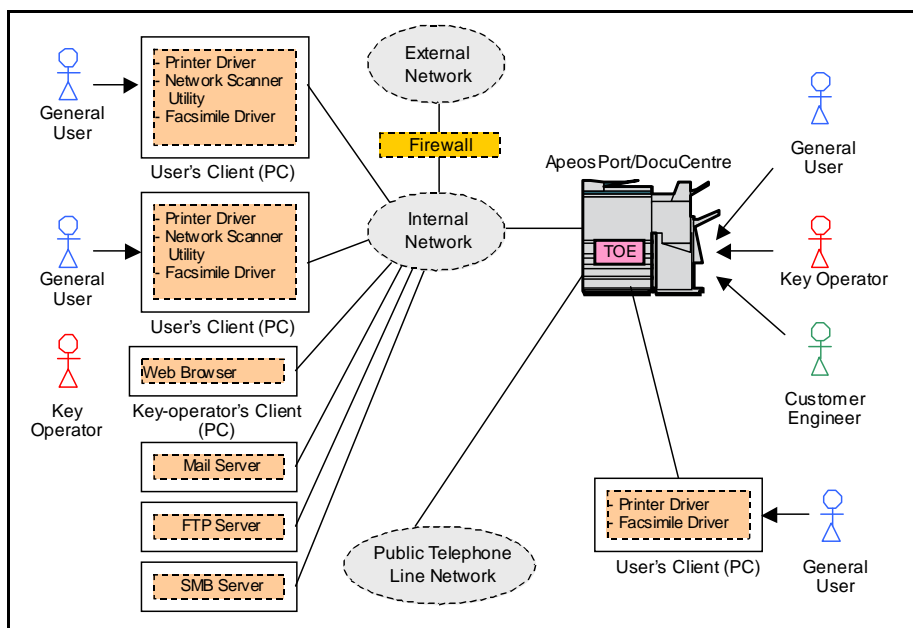 - Printer Driver
- Network Scanner
Utility
- Facsimile Driver
General
User
User's Client (PC)
- Printer Driver
- Network Scanner
Utility
- Facsimile Driver
General
User
User's Client (PC)
Web Browser
Key
Operator
Key-operator's Client
(PC)
Mail Server
FTP Server
SMB Server
External
Network
Firewall
Internal
Network
Public Telephone
Line Network
ApeosPort/DocuCentre
TOE
General
User
Key Operator
Customer
Engineer
- Printer Driver
- Facsimile Driver
User's Client (PC)
General
User